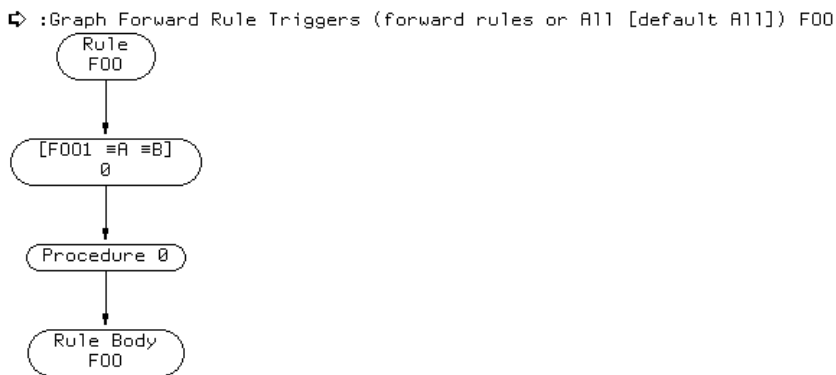 ⇨ :Graph Forward Rule Triggers (forward rules or All [default All]) FOO
Rule
FOO
[FOO1 ≡A ≡B]
0
Procedure 0
Rule Body
FOO